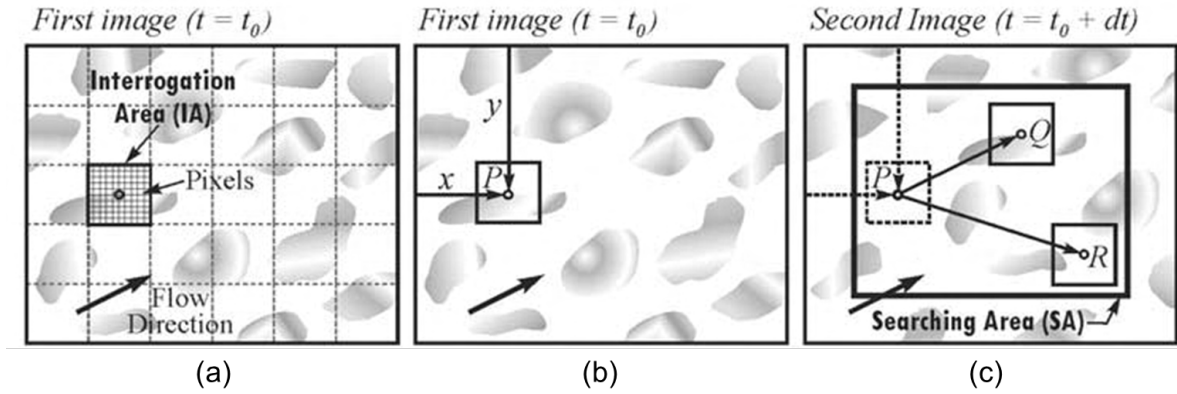 First image (t = t0)
Interrogation
Area (IA)
Pixels
Flow
Direction
(a)
First image (t = t0)
y
x
P
(b)
Second Image (t = t0 + dt)
P
Q
R
Searching Area (SA)
(c)